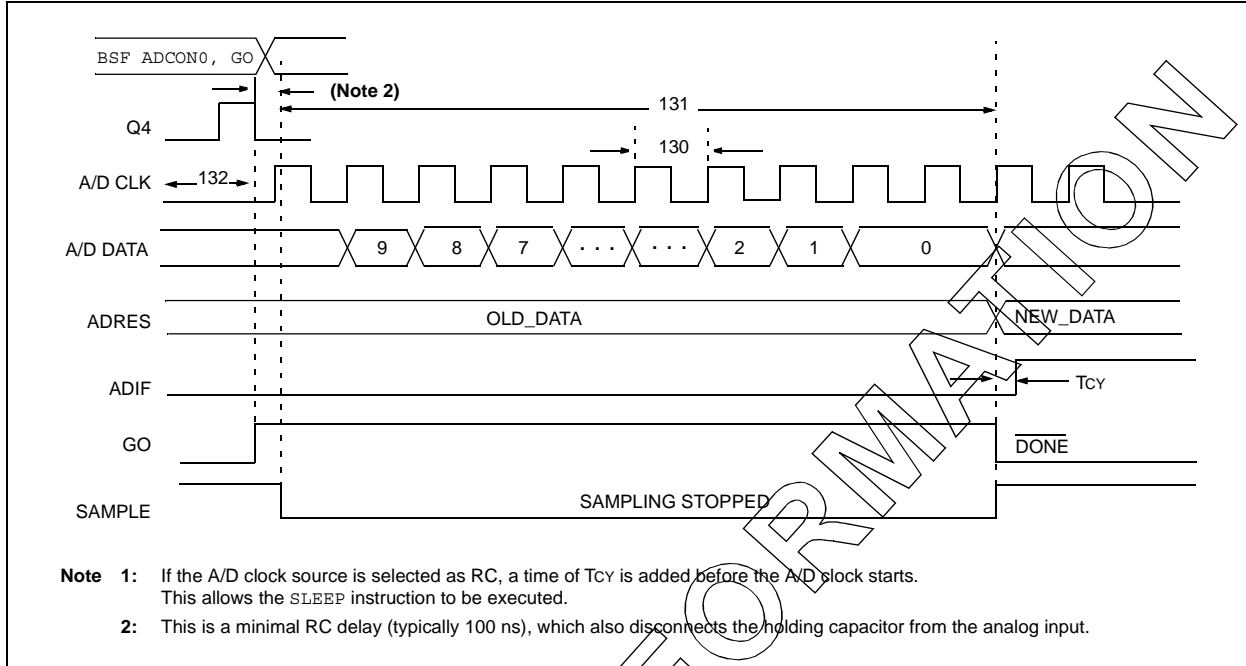 BSF ADCON0, GO
(Note 2)
131
Q4
130
A/D CLK
132
A/D DATA
9 8 7 · · · · · · 2 1 0
ADRES
OLD_DATA
NEW_DATA
ADIF
TCY
GO
DONE
SAMPLE
SAMPLING STOPPED
Note 1: If the A/D clock source is selected as RC, a time of TCY is added before the A/D clock starts.
This allows the SLEEP instruction to be executed.
2: This is a minimal RC delay (typically 100 ns), which also disconnects the holding capacitor from the analog input.
FORMATION